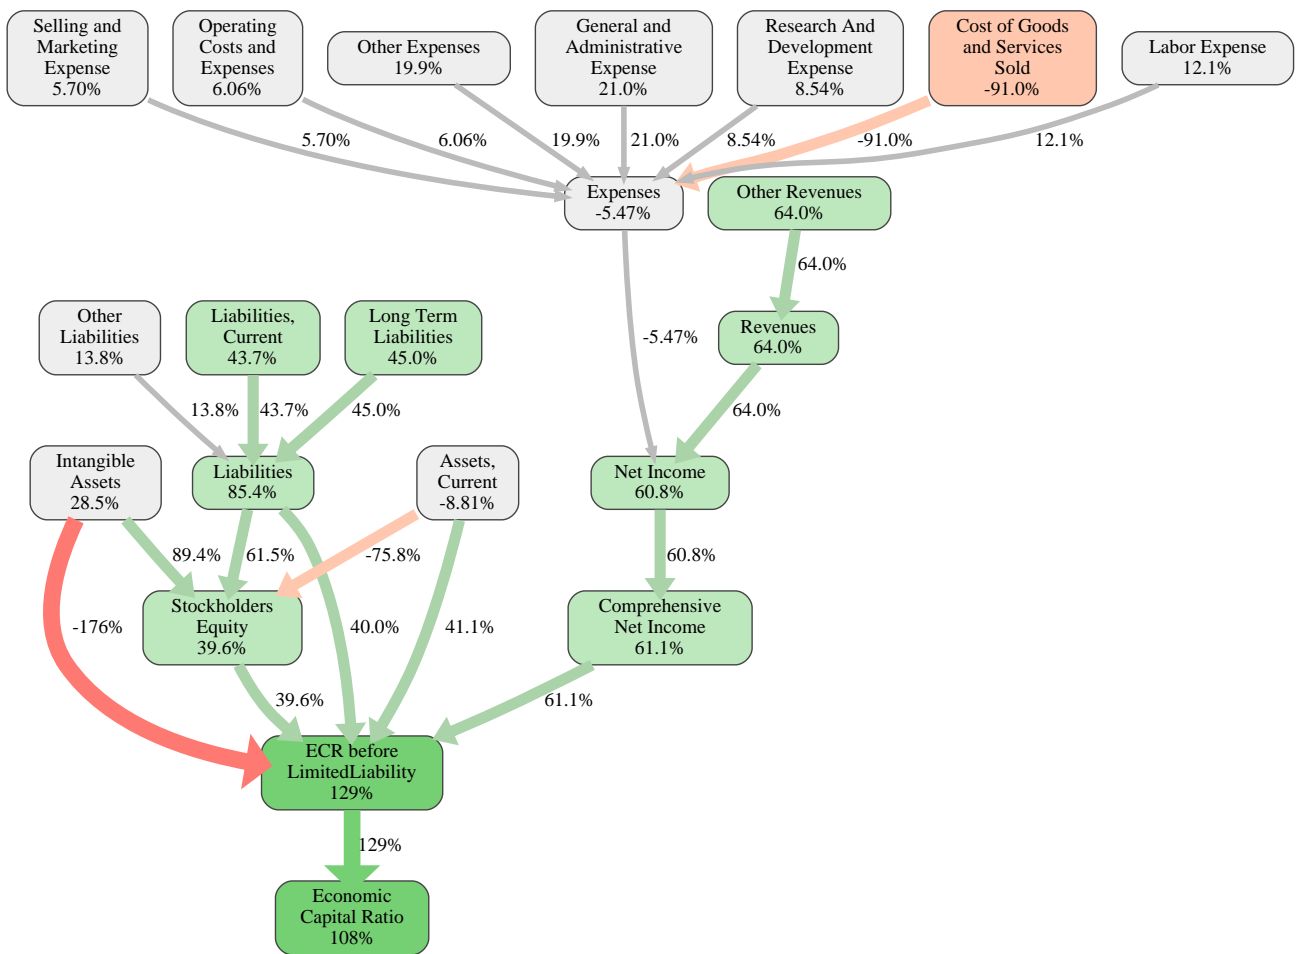 Selling and
Marketing
Expense
5.70%
Operating
Costs and
Expenses
6.06%
Other Expenses
19.9%
General and
Administrative
Expense
21.0%
Research And
Development
Expense
8.54%
Cost of Goods
and Services
Sold
-91.0%
Labor Expense
12.1%
5.70%
6.06%
19.9%
21.0%
8.54%
-91.0%
12.1%
Expenses
-5.47%
Other Revenues
64.0%
64.0%
Other
Liabilities
13.8%
Liabilities,
Current
43.7%
Long Term
Liabilities
45.0%
-5.47%
Revenues
64.0%
13.8%
43.7%
45.0%
64.0%
Intangible
Assets
28.5%
Liabilities
85.4%
Assets,
Current
-8.81%
Net Income
60.8%
89.4%
61.5%
-75.8%
60.8%
Stockholders
Equity
39.6%
Comprehensive
Net Income
61.1%
-176%
40.0%
41.1%
39.6%
61.1%
ECR before
LimitedLiability
129%
129%
Economic
Capital Ratio
108%